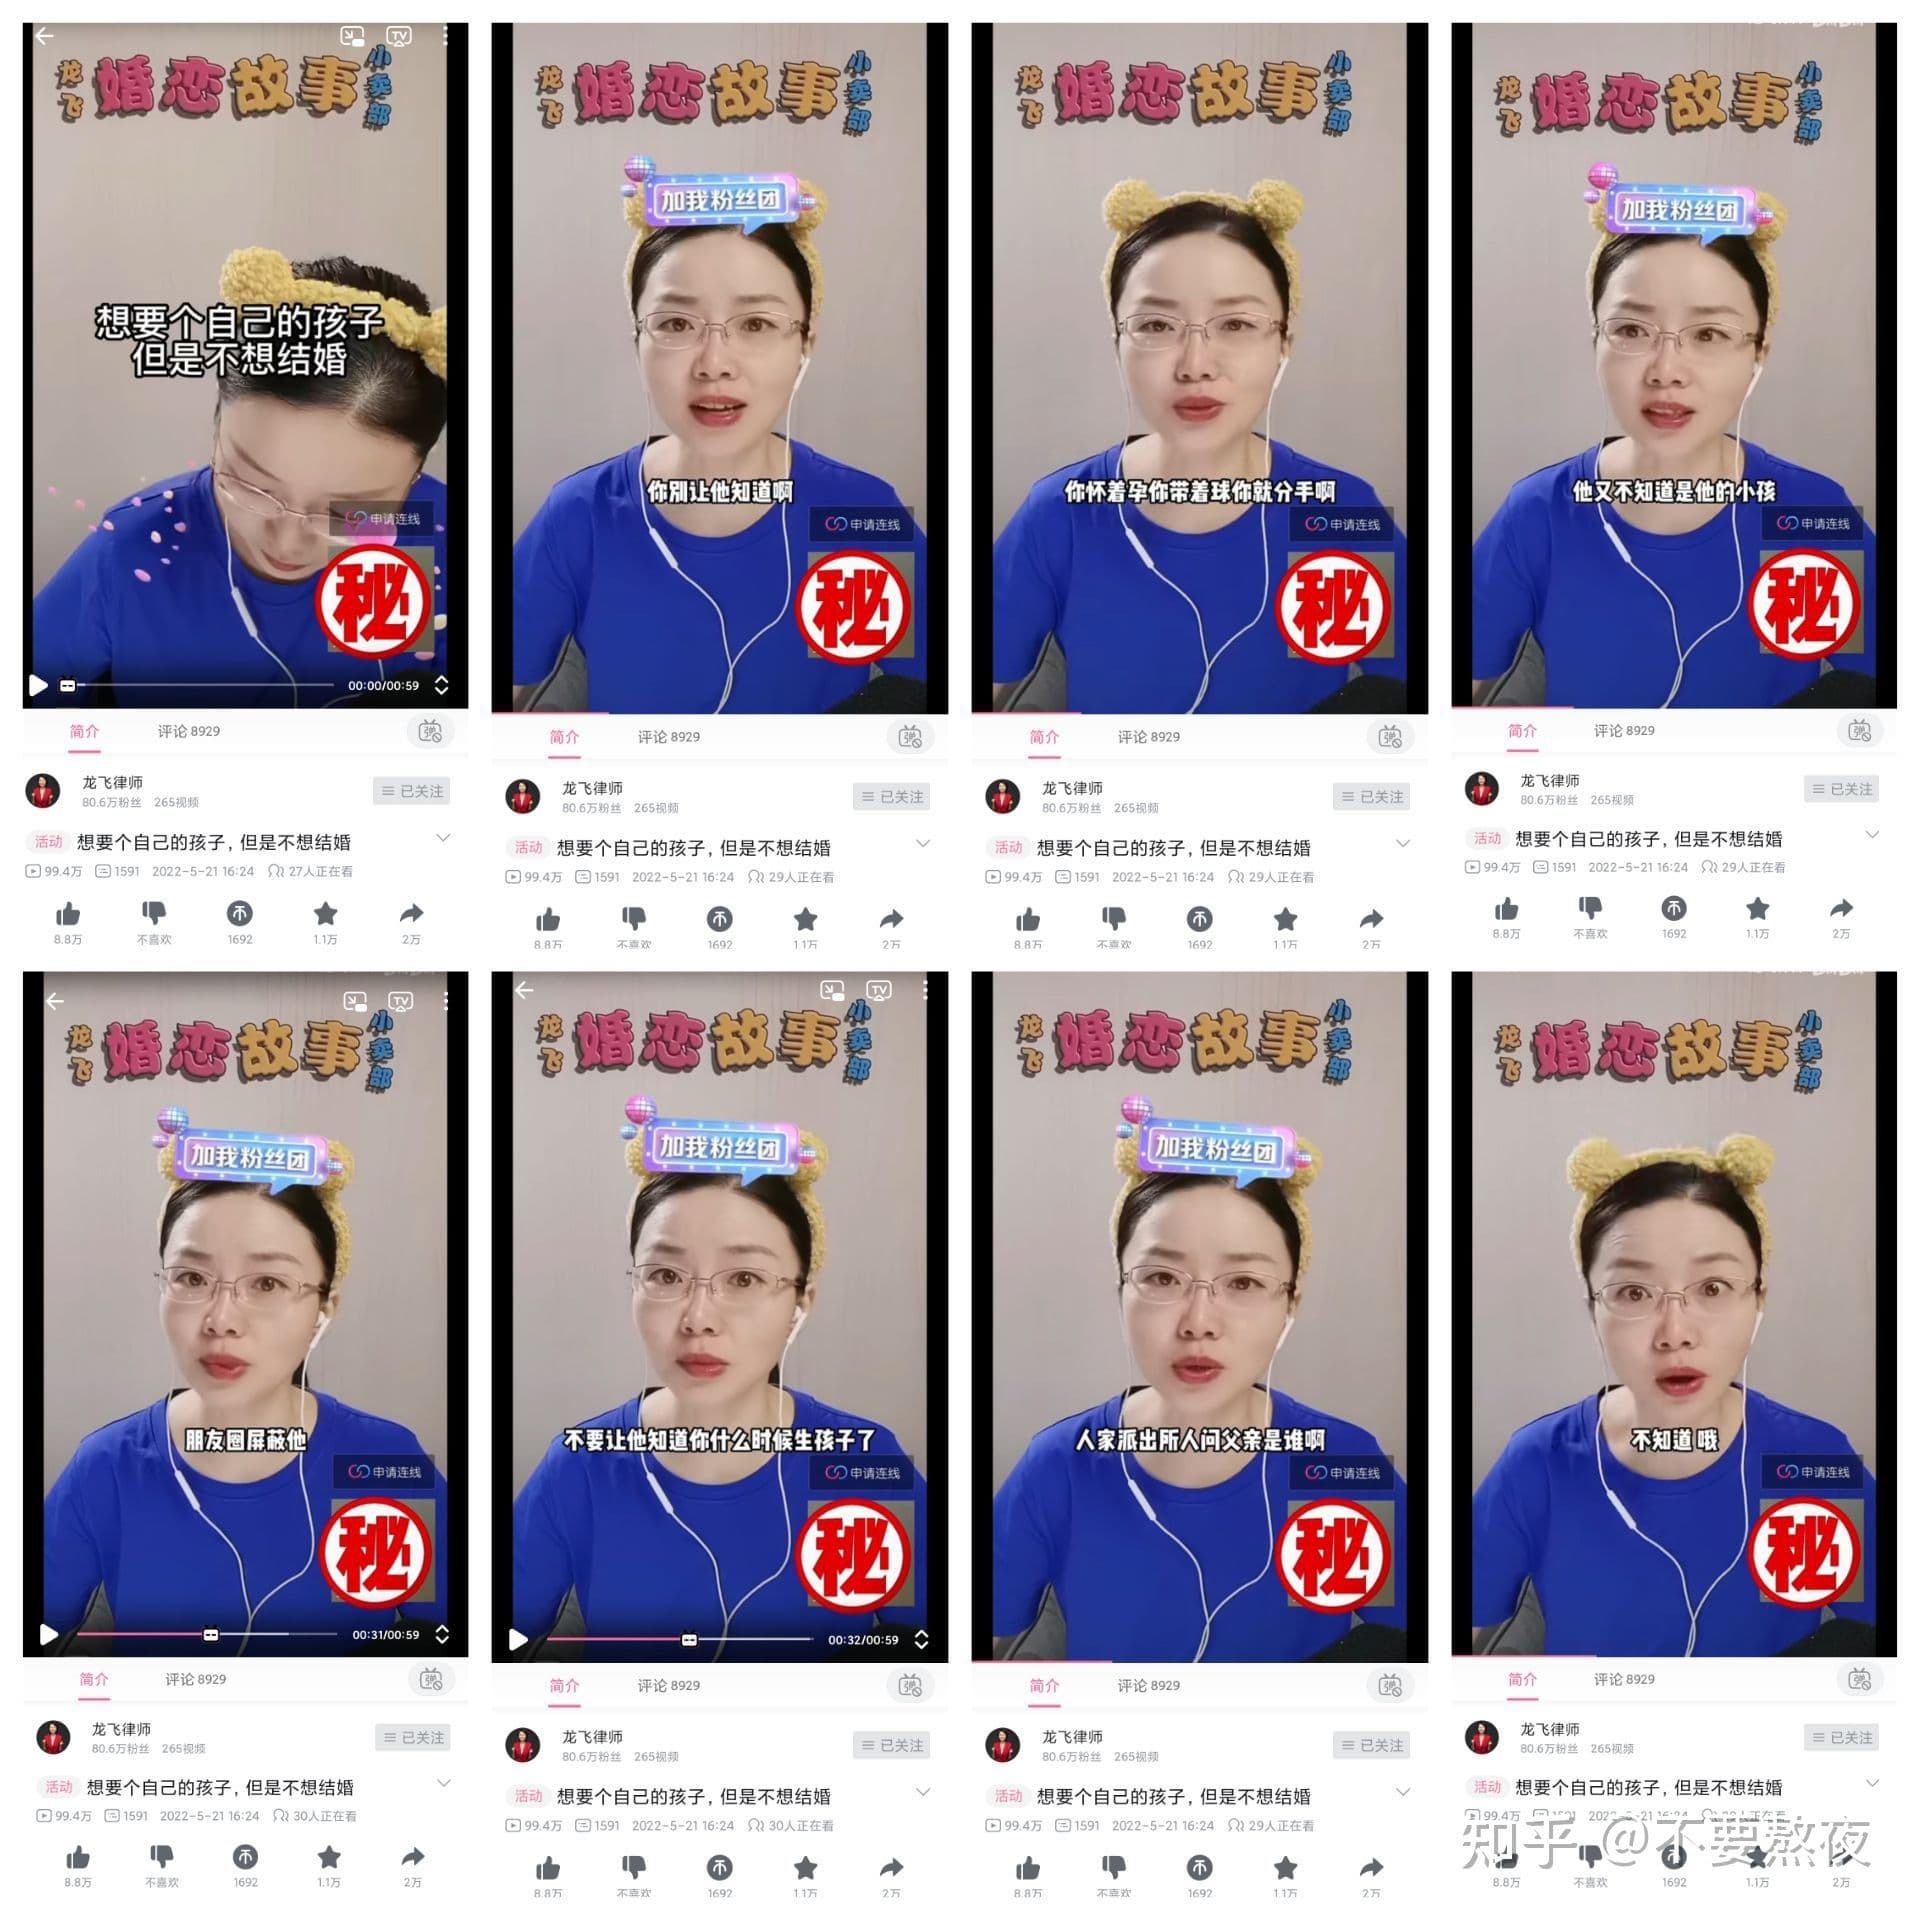 龙飞 婚恋故事 小卖部
想要个自己的孩子
但是不想结婚
申请连线
秘
00:00/00:59
简介 评论 8929
龙飞律师
80.6万粉丝 265视频
已关注
活动 想要个自己的孩子，但是不想结婚
99.4万 1591 2022-5-21 16:24 27人正在看
8.8万 不喜欢 1692 1.1万 2万
龙飞 婚恋故事 小卖部
加我粉丝团
你别让他知道啊
申请连线
秘
简介 评论 8929
龙飞律师
80.6万粉丝 265视频
已关注
活动 想要个自己的孩子，但是不想结婚
99.4万 1591 2022-5-21 16:24 29人正在看
8.8万 不喜欢 1692 1.1万 2万
龙飞 婚恋故事 小卖部
你怀着孕你带着球你就分手啊
申请连线
秘
简介 评论 8929
龙飞律师
80.6万粉丝 265视频
已关注
活动 想要个自己的孩子，但是不想结婚
99.4万 1591 2022-5-21 16:24 29人正在看
8.8万 不喜欢 1692 1.1万 2万
龙飞 婚恋故事 小卖部
加我粉丝团
他又不知道是他的小孩
申请连线
秘
简介 评论 8929
龙飞律师
80.6万粉丝 265视频
已关注
活动 想要个自己的孩子，但是不想结婚
99.4万 1591 2022-5-21 16:24 29人正在看
8.8万 不喜欢 1692 1.1万 2万
龙飞 婚恋故事 小卖部
加我粉丝团
朋友圈屏蔽他
申请连线
秘
00:31/00:59
简介 评论 8929
龙飞律师
80.6万粉丝 265视频
已关注
活动 想要个自己的孩子，但是不想结婚
99.4万 1591 2022-5-21 16:24 30人正在看
8.8万 不喜欢 1692 1.1万 2万
龙飞 婚恋故事 小卖部
加我粉丝团
不要让他知道你什么时候生孩子了
申请连线
秘
00:32/00:59
简介 评论 8929
龙飞律师
80.6万粉丝 265视频
已关注
活动 想要个自己的孩子，但是不想结婚
99.4万 1591 2022-5-21 16:24 30人正在看
8.8万 不喜欢 1692 1.1万 2万
龙飞 婚恋故事 小卖部
加我粉丝团
人家派出所人问父亲是谁啊
申请连线
秘
简介 评论 8929
龙飞律师
80.6万粉丝 265视频
已关注
活动 想要个自己的孩子，但是不想结婚
99.4万 1591 2022-5-21 16:24 29人正在看
8.8万 不喜欢 1692 1.1万 2万
龙飞 婚恋故事 小卖部
不知道哦
申请连线
秘
简介 评论 8929
龙飞律师
80.6万粉丝 265视频
已关注
活动 想要个自己的孩子，但是不想结婚
99.4万
知乎 @不要熬夜
8.8万 不喜欢 1692 1.1万 2万